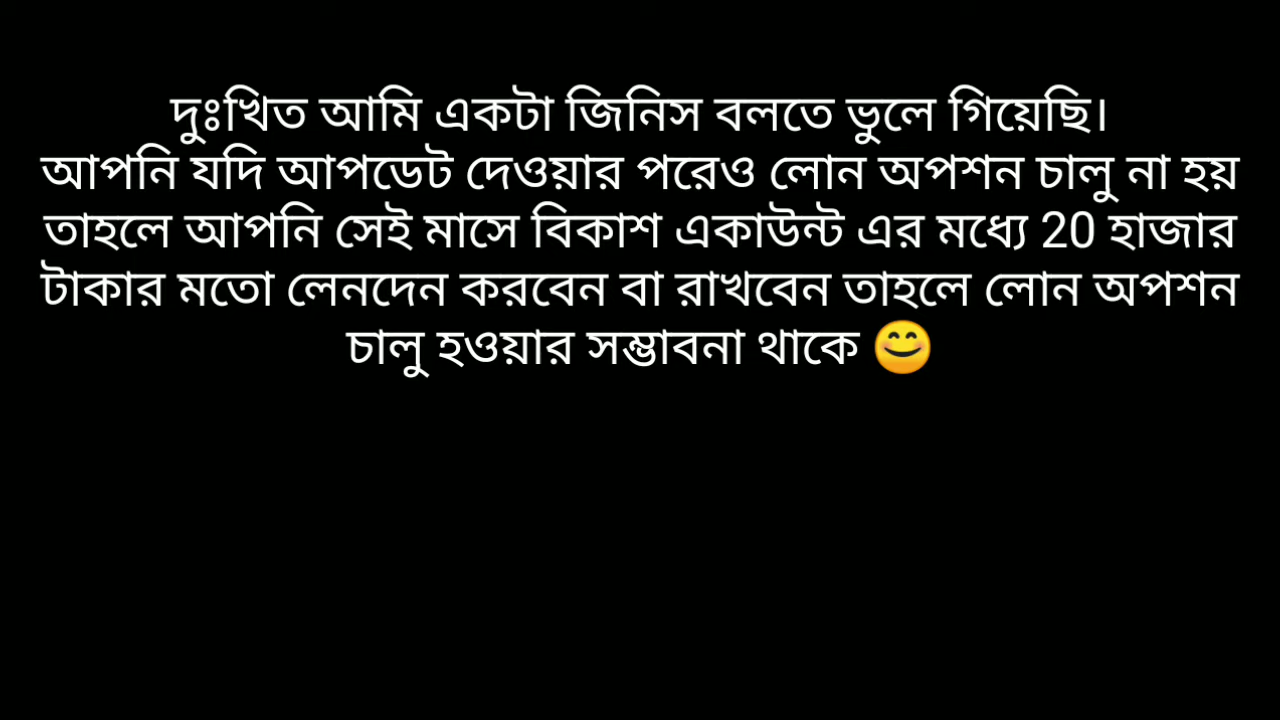 দুঃখিত আমি একটা জিনিস বলতে ভুলে গিয়েছি।
আপনি যদি আপডেট দেওয়ার পরেও লোন অপশন চালু না হয়
তাহলে আপনি সেই মাসে বিকাশ একাউন্ট এর মধ্যে 20 হাজার
টাকার মতো লেনদেন করবেন বা রাখবেন তাহলে লোন অপশন
চালু হওয়ার সম্ভাবনা থাকে 😊